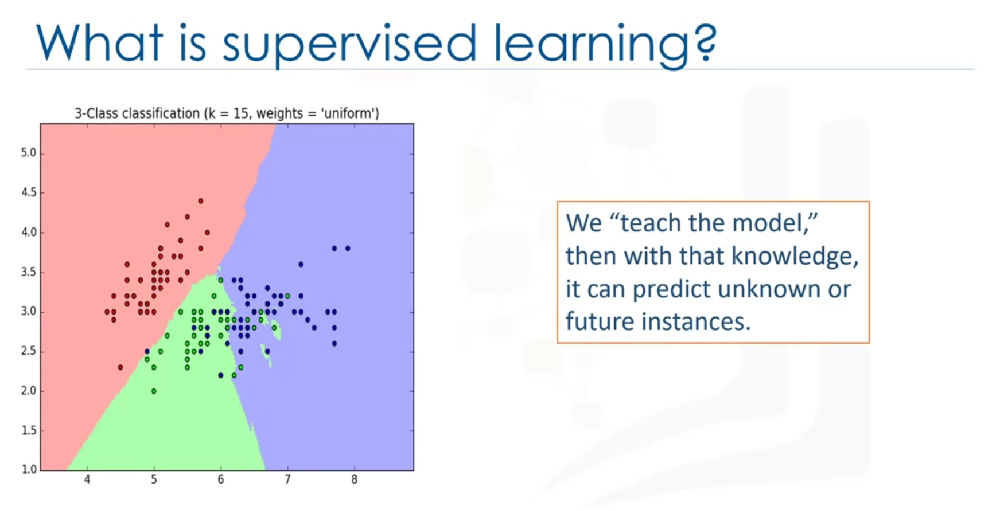 What is supervised learning?
3-Class classification (k = 15, weights = 'uniform')
5.0
4.5
4.0
3.5
3.0
2.5
2.0
1.5
1.0
4 5 6 7 8
We “teach the model,”
then with that knowledge,
it can predict unknown or
future instances.